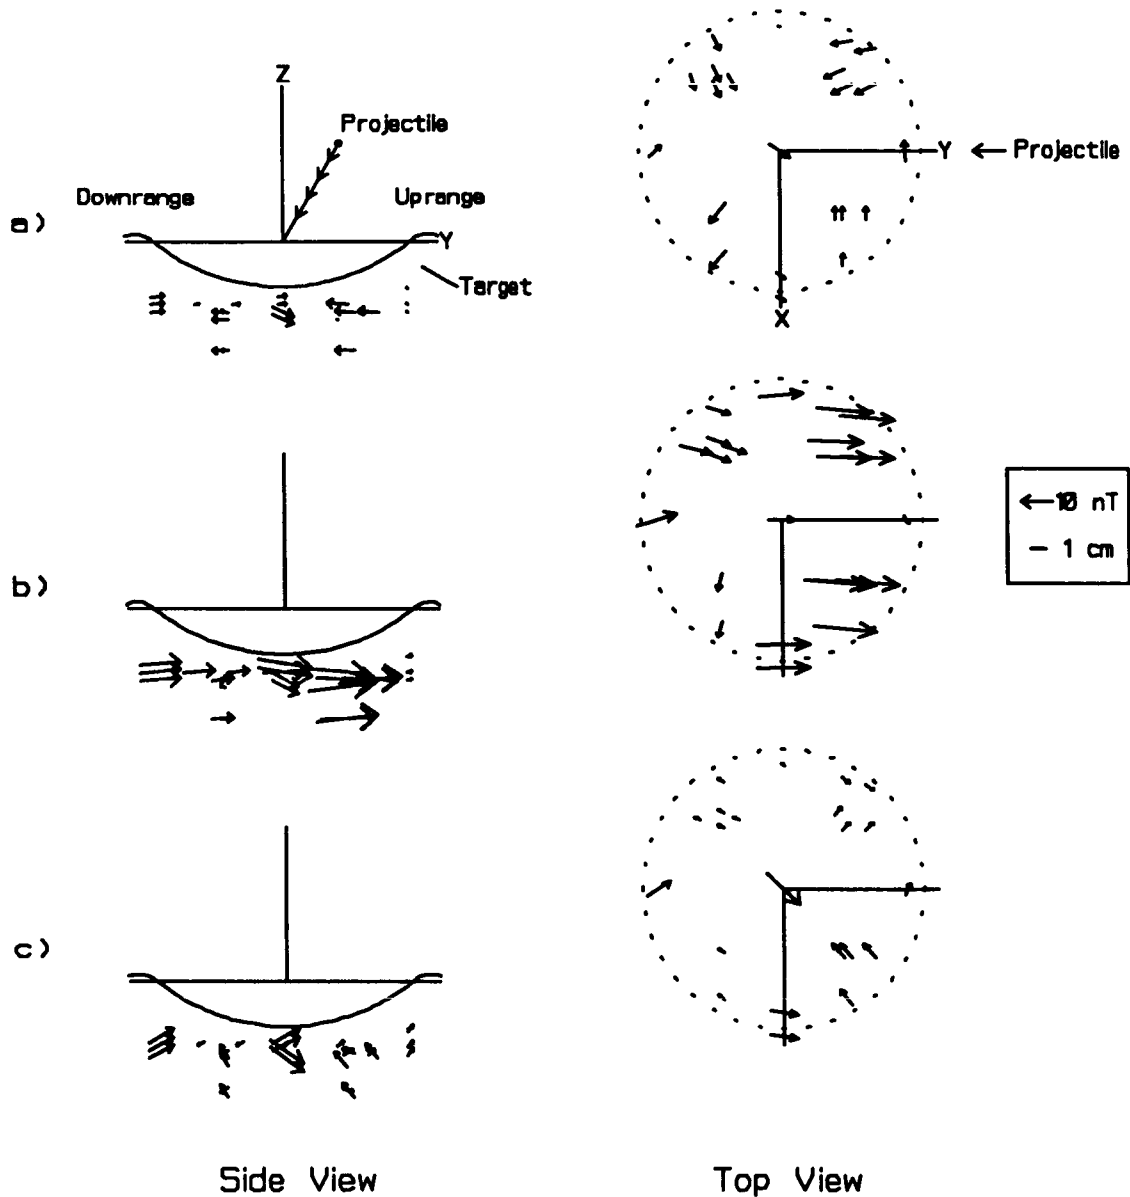 Z
Projectile
Downrange
Uprange
Y
a)
Target
Y
Projectile
X
b)
10 nT
1 cm
c)
Side View
Top View